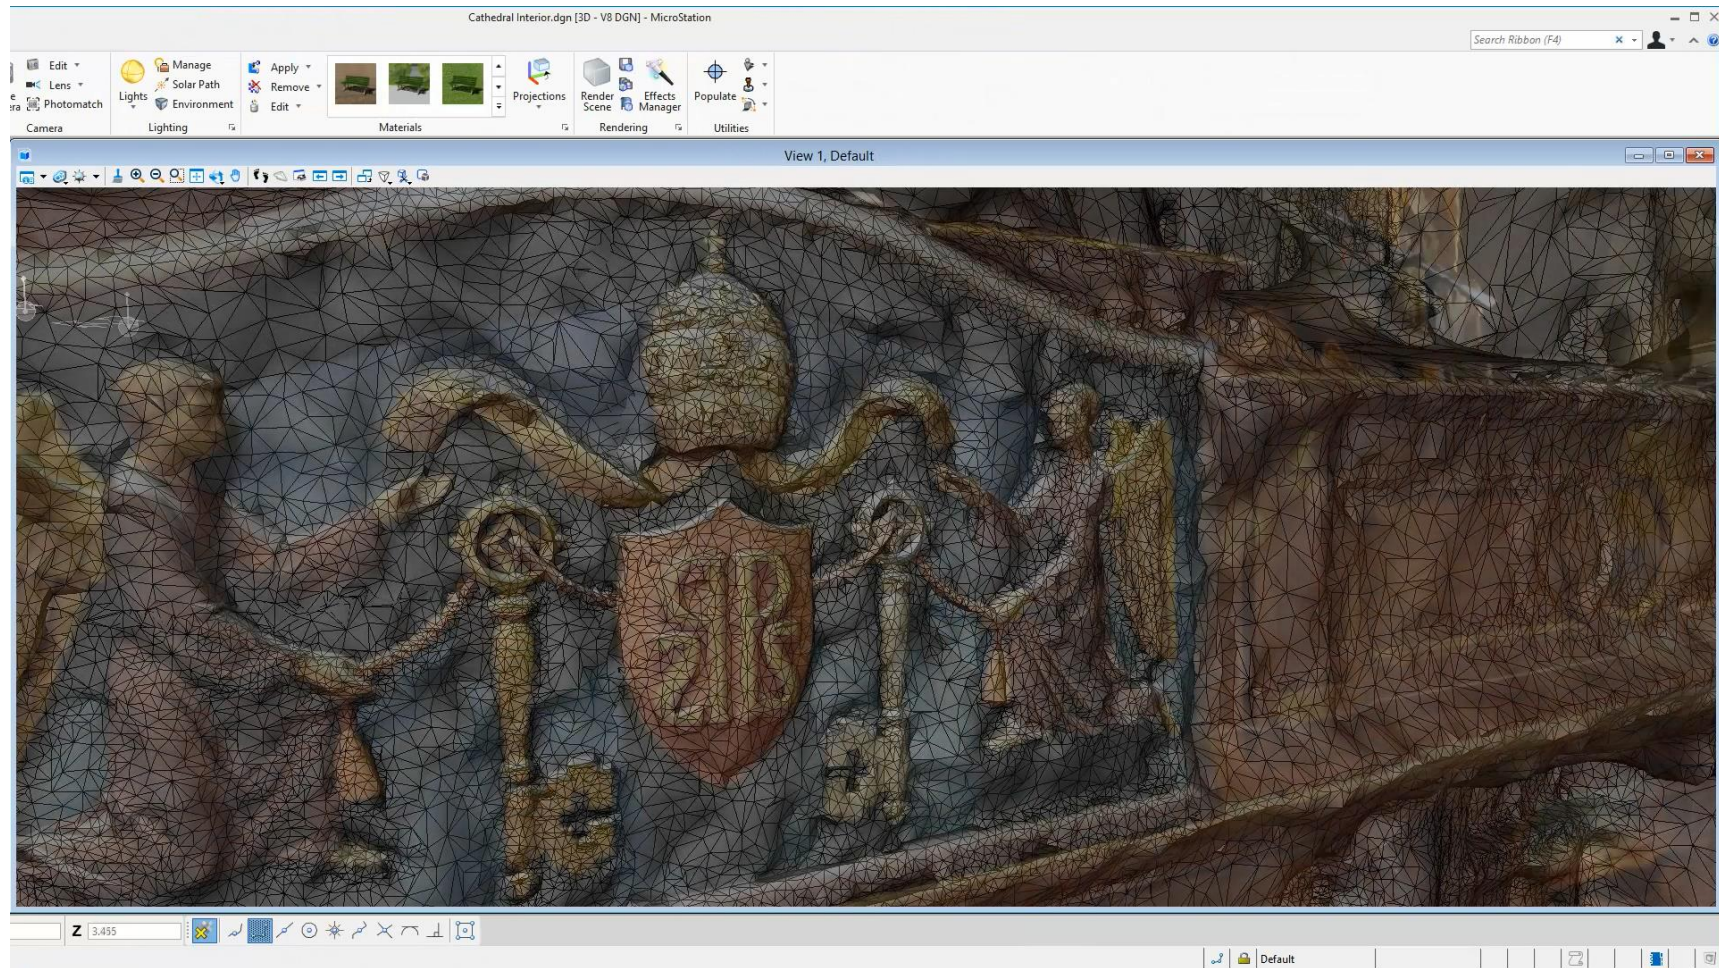 Cathedral Interior.dgn [3D - V8 DGN] - MicroStation
Search Ribbon (F4)
Edit
Lens
Photomatch
Camera
Lights
Manage
Solar Path
Environment
Lighting
Apply
Remove
Edit
Materials
Projections
Render Scene
Effects Manager
Rendering
Populate
Utilities
View 1, Default
Z 3.455
Default